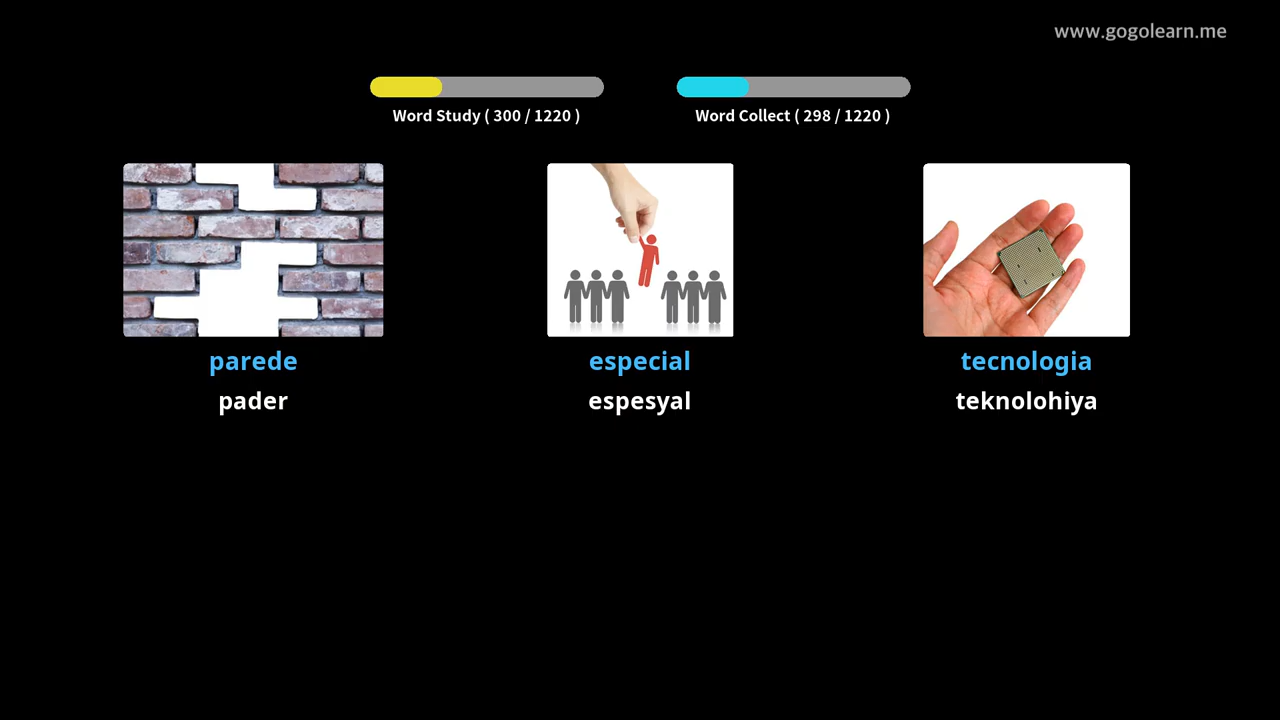 www.gogolearn.me
Word Study ( 300 / 1220 )
Word Collect ( 298 / 1220 )
parede
pader
especial
espesyal
tecnologia
teknolohiya